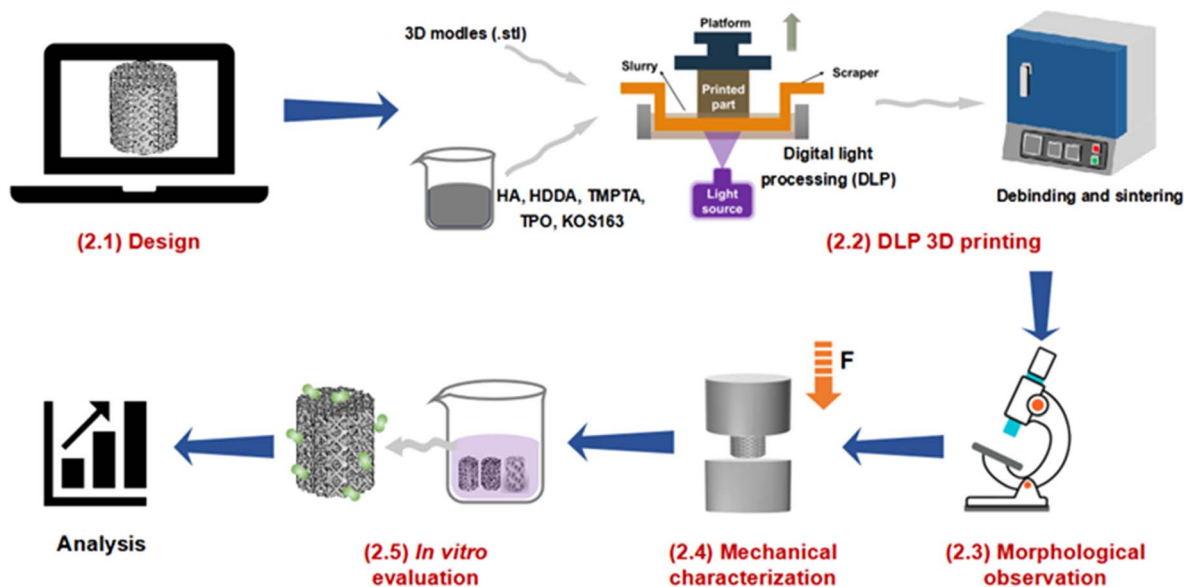 3D modles (.stl)
Platform
Slurry
Scraper
Printed
part
HA, HDDA, TMPTA,
TPO, KOS163
Light
source
Digital light
processing (DLP)
Debinding and sintering
(2.1) Design
(2.2) DLP 3D printing
F
Analysis
(2.5) In vitro
evaluation
(2.4) Mechanical
characterization
(2.3) Morphological
observation